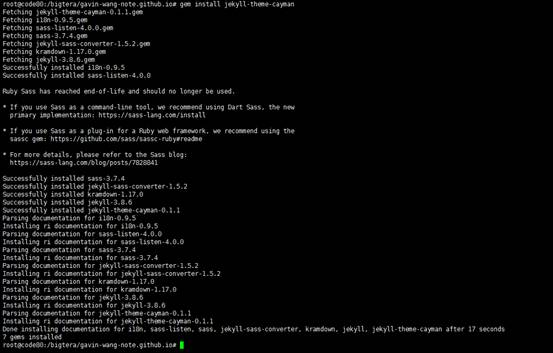 root@code80:/bigtera/gavin-wang-note.github.io# gem install jekyll-theme-cayman
Fetching jekyll-theme-cayman-0.1.1.gem
Fetching i18n-0.9.5.gem
Fetching sass-listen-4.0.0.gem
Fetching sass-3.7.4.gem
Fetching jekyll-sass-converter-1.5.2.gem
Fetching kramdown-1.17.0.gem
Fetching jekyll-3.8.6.gem
Successfully installed i18n-0.9.5
Successfully installed sass-listen-4.0.0
Ruby Sass has reached end-of-life and should no longer be used.
* If you use Sass as a command-line tool, we recommend using Dart Sass, the new
primary implementation: https://sass-lang.com/install
* If you use Sass as a plug-in for a Ruby web framework, we recommend using the
sassc gem: https://github.com/sass/sassc-ruby#readme
* For more details, please refer to the Sass blog:
https://sass-lang.com/blog/posts/7828841
Successfully installed sass-3.7.4
Successfully installed jekyll-sass-converter-1.5.2
Successfully installed kramdown-1.17.0
Successfully installed jekyll-3.8.6
Successfully installed jekyll-theme-cayman-0.1.1
Parsing documentation for i18n-0.9.5
Installing ri documentation for i18n-0.9.5
Parsing documentation for sass-listen-4.0.0
Installing ri documentation for sass-listen-4.0.0
Parsing documentation for sass-3.7.4
Installing ri documentation for sass-3.7.4
Parsing documentation for jekyll-sass-converter-1.5.2
Installing ri documentation for jekyll-sass-converter-1.5.2
Parsing documentation for kramdown-1.17.0
Installing ri documentation for kramdown-1.17.0
Parsing documentation for jekyll-3.8.6
Installing ri documentation for jekyll-3.8.6
Parsing documentation for jekyll-theme-cayman-0.1.1
Installing ri documentation for jekyll-theme-cayman-0.1.1
Done installing documentation for i18n, sass-listen, sass, jekyll-sass-converter, kramdown, jekyll, jekyll-theme-cayman after 17 seconds
7 gems installed
root@code80:/bigtera/gavin-wang-note.github.io#